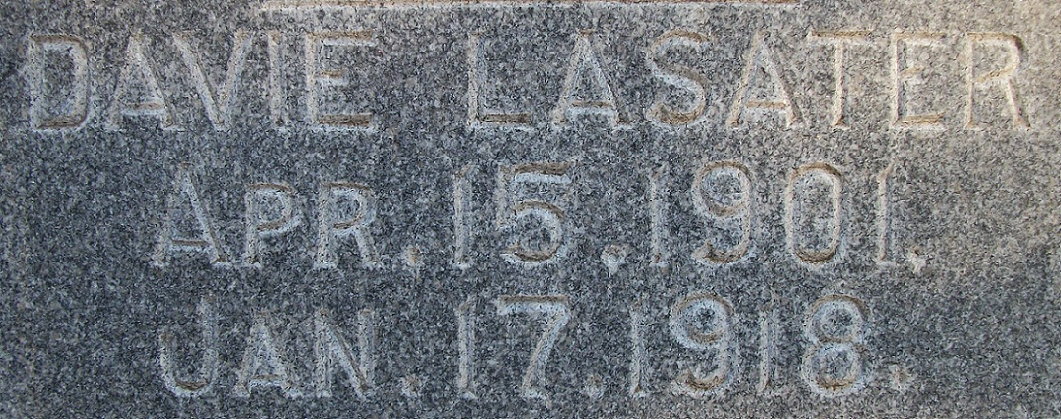 DAVIE LASATER
APR. 15. 1901.
JAN. 17. 1918.